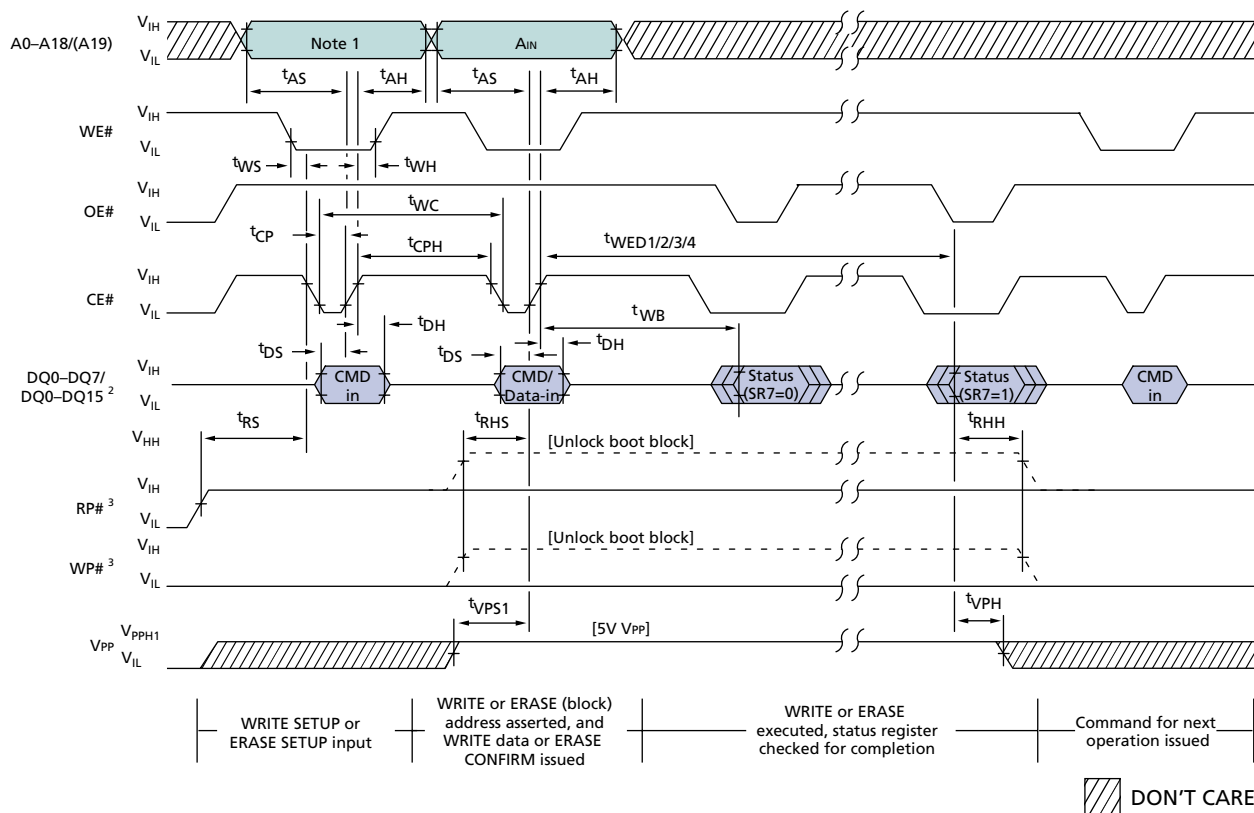 A0–A18/(A19)
VIH
VIL
Note 1
AIN
tAS
tAH
tAS
tAH
WE#
VIH
VIL
tWS
tWH
OE#
VIH
VIL
tWC
tCP
tCPH
tWED1/2/3/4
CE#
VIH
VIL
tWB
tDH
tDS
tDH
tDS
DQ0–DQ7/
DQ0–DQ15 2
VIH
VIL
CMD
in
CMD/
Data-in
Status
(SR7=0)
Status
(SR7=1)
CMD
in
tRS
tRHS
tRHH
VHH
[Unlock boot block]
VIH
RP# 3
VIL
VIH
[Unlock boot block]
WP# 3
VIL
tVPS1
tVPH
VPPH1
[5V VPP]
VPP
VIL
WRITE SETUP or
ERASE SETUP input
WRITE or ERASE (block)
address asserted, and
WRITE data or ERASE
CONFIRM issued
WRITE or ERASE
executed, status register
checked for completion
Command for next
operation issued
DON'T CARE